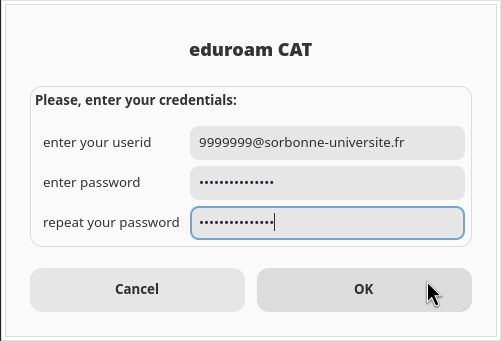 eduroam CAT
Please, enter your credentials:
enter your userid 9999999@sorbonne-universite.fr
enter password •••••••••••••••
repeat your password •••••••••••••••
Cancel OK